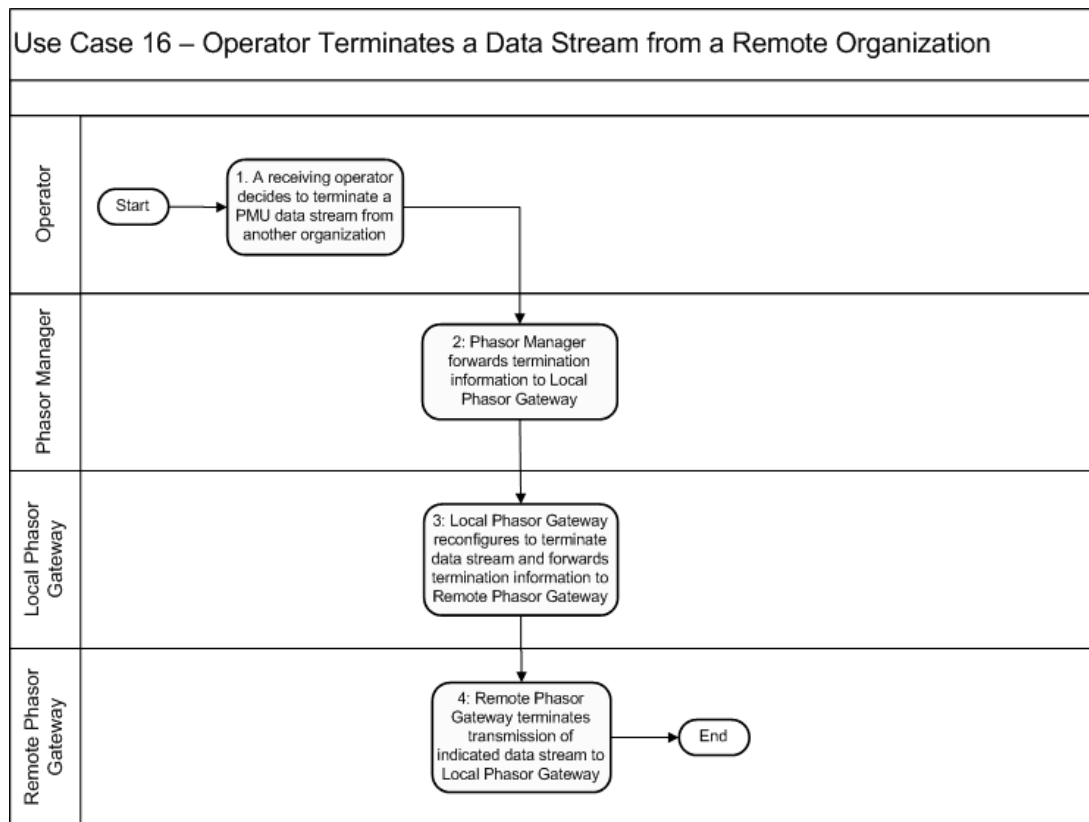 Use Case 16 – Operator Terminates a Data Stream from a Remote Organization
Operator
Start
1. A receiving operator
decides to terminate a
PMU data stream from
another organization
Phasor Manager
2: Phasor Manager
forwards termination
information to Local
Phasor Gateway
Local Phasor
Gateway
3: Local Phasor Gateway
reconfigures to terminate
data stream and forwards
termination information to
Remote Phasor Gateway
Remote Phasor
Gateway
4: Remote Phasor
Gateway terminates
transmission of
indicated data stream to
Local Phasor Gateway
End